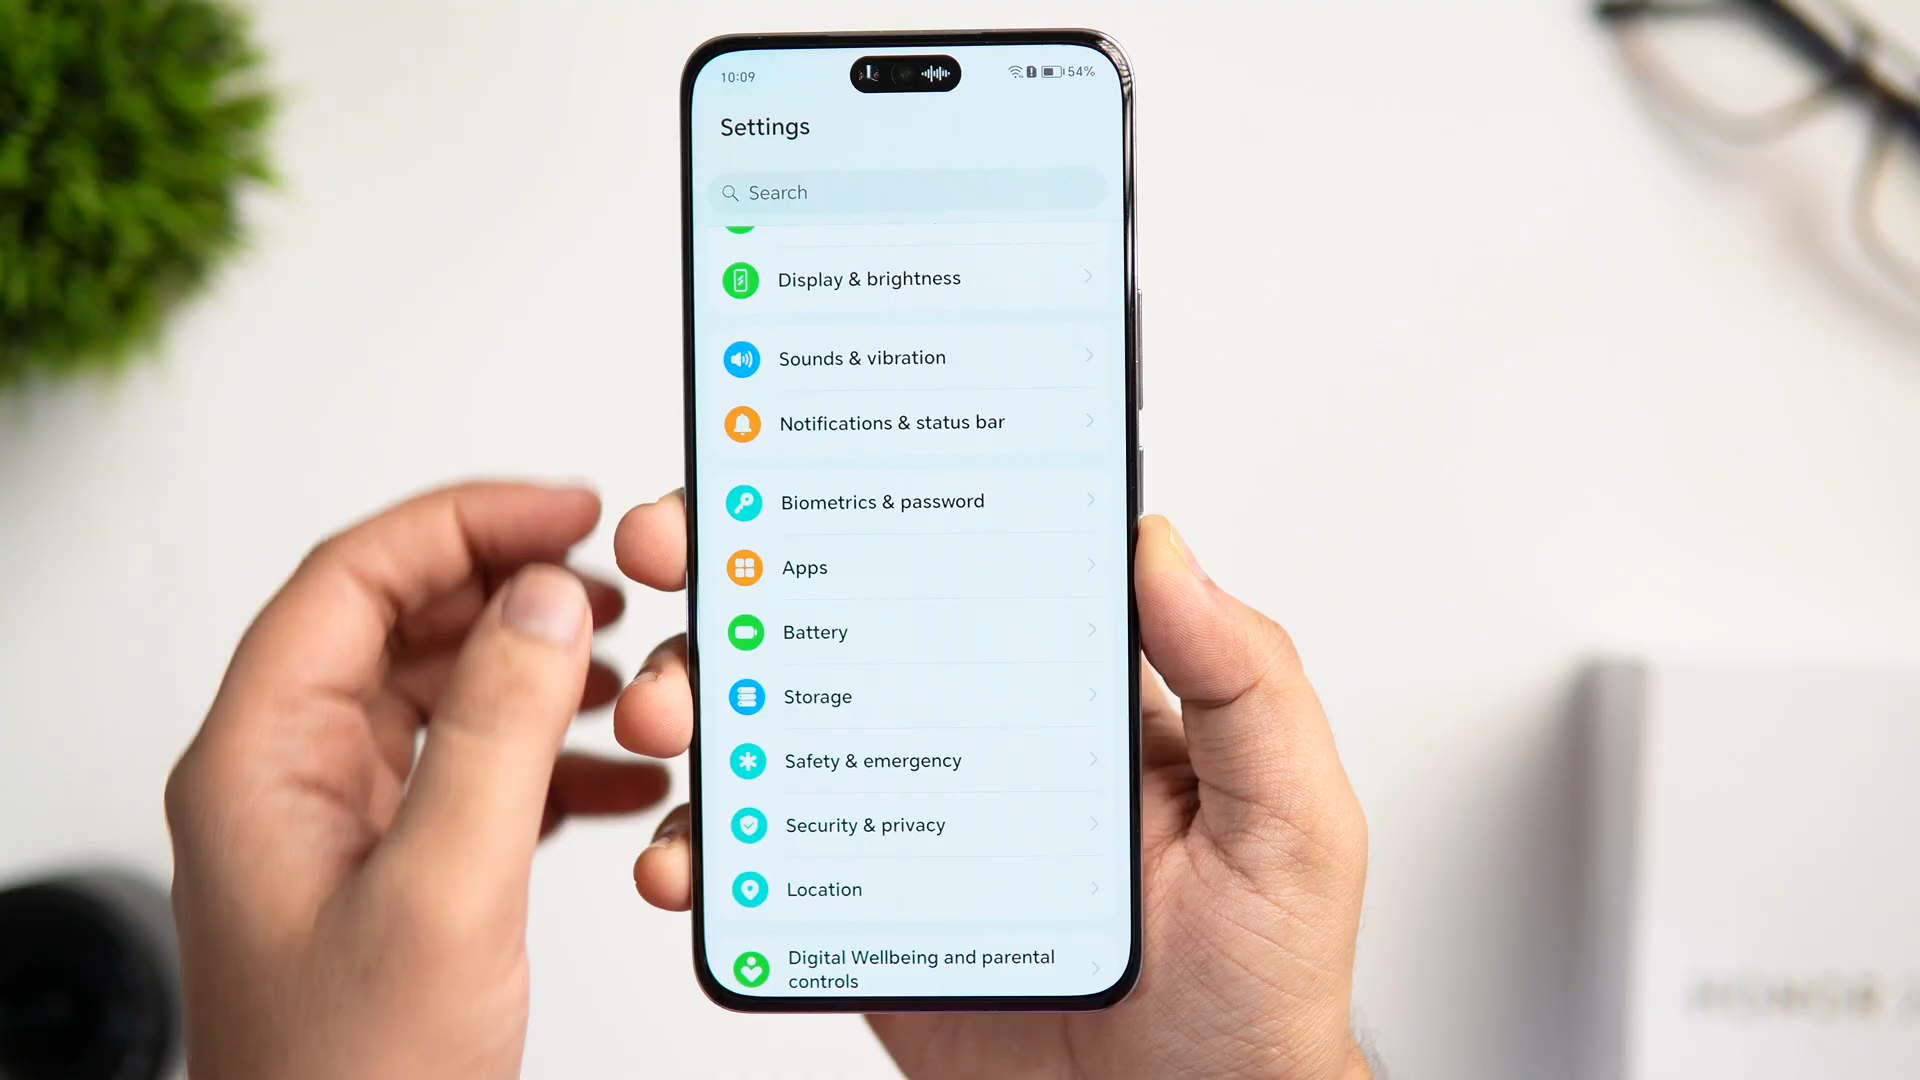 10:09
54%
Settings
Search
Display & brightness
Sounds & vibration
Notifications & status bar
Biometrics & password
Apps
Battery
Storage
Safety & emergency
Security & privacy
Location
Digital Wellbeing and parental
controls
HONOR